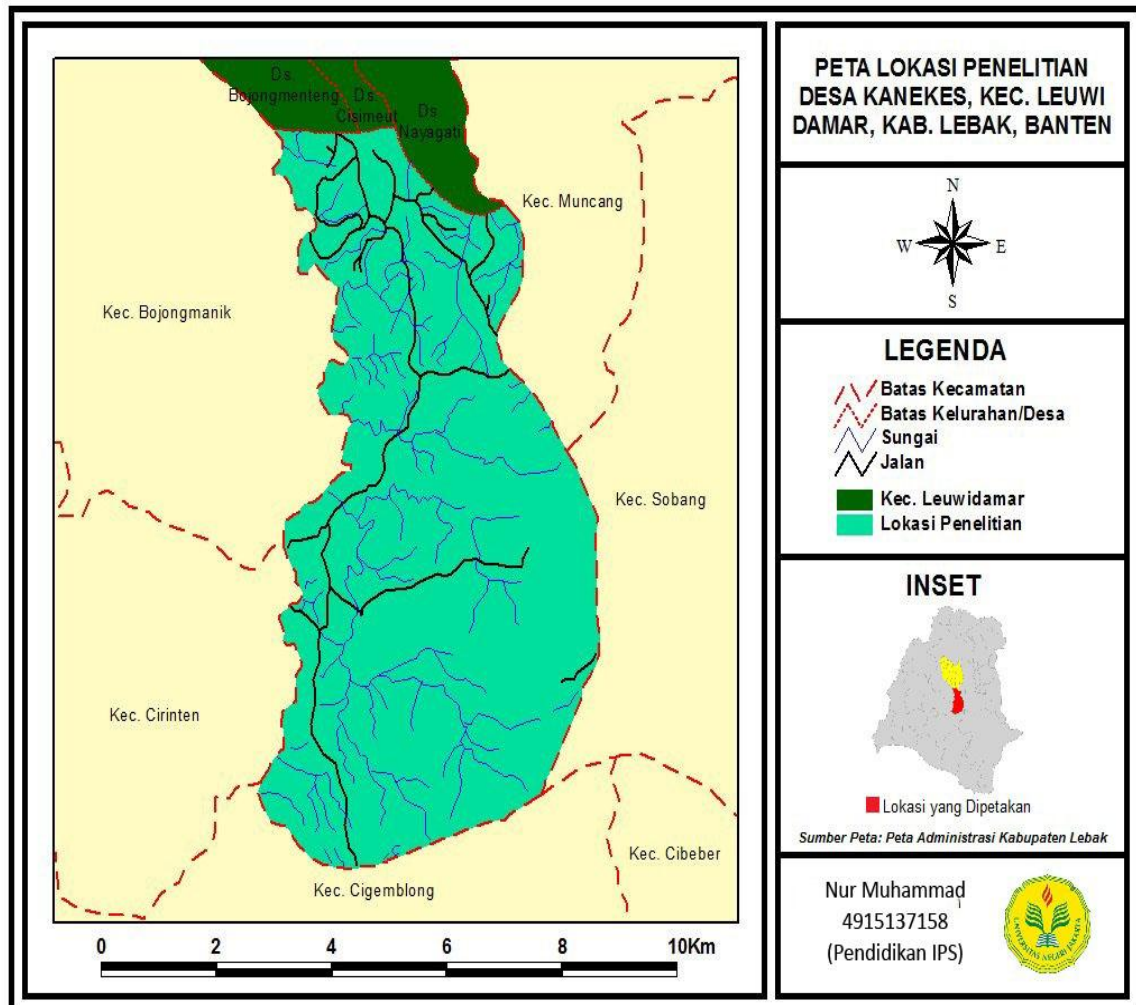 Ds.
Bojongmenteng
Ds.
Cisimeut
Ds
Nayagati
Kec. Muncang
Kec. Bojongmanik
Kec. Sobang
Kec. Cirinten
Kec. Cibeber
Kec. Cigemblong
0 2 4 6 8 10Km
PETA LOKASI PENELITIAN
DESA KANEKES, KEC. LEUWI
DAMAR, KAB. LEBAK, BANTEN
N
W E
S
LEGENDA
Batas Kecamatan
Batas Kelurahan/Desa
Sungai
Jalan
Kec. Leuwidamar
Lokasi Penelitian
INSET
Lokasi yang Dipetakan
Sumber Peta: Peta Administrasi Kabupaten Lebak
Nur Muhammad
4915137158
(Pendidikan IPS)
UNIVERSITAS NEGERI JAKARTA